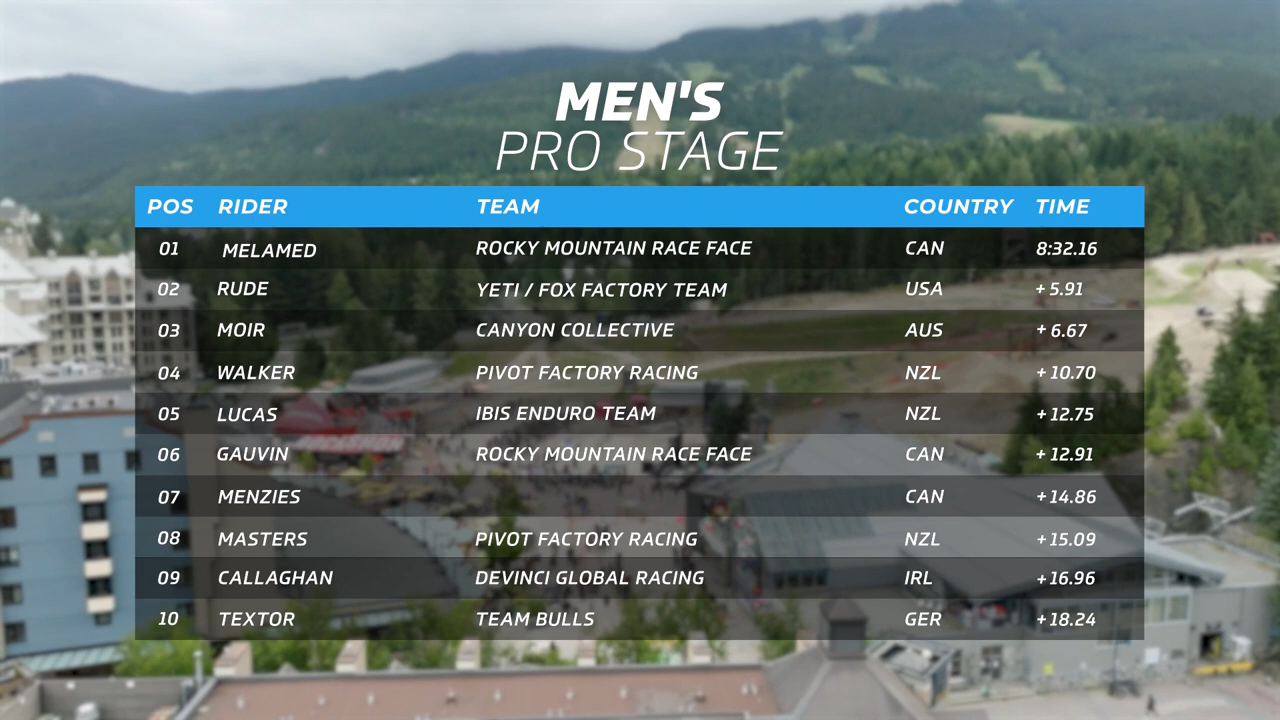 MEN'S
PRO STAGE
POS RIDER TEAM COUNTRY TIME
01 MELAMED ROCKY MOUNTAIN RACE FACE CAN 8:32.16
02 RUDE YETI / FOX FACTORY TEAM USA + 5.91
03 MOIR CANYON COLLECTIVE AUS + 6.67
04 WALKER PIVOT FACTORY RACING NZL + 10.70
05 LUCAS IBIS ENDURO TEAM NZL + 12.75
06 GAUVIN ROCKY MOUNTAIN RACE FACE CAN + 12.91
07 MENZIES CAN + 14.86
08 MASTERS PIVOT FACTORY RACING NZL + 15.09
09 CALLAGHAN DEVINCI GLOBAL RACING IRL + 16.96
10 TEXTOR TEAM BULLS GER + 18.24